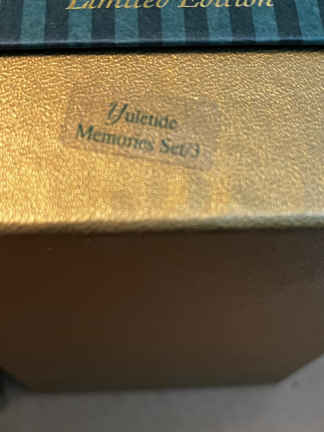 Limited Edition
Yuletide
Memories Set/3